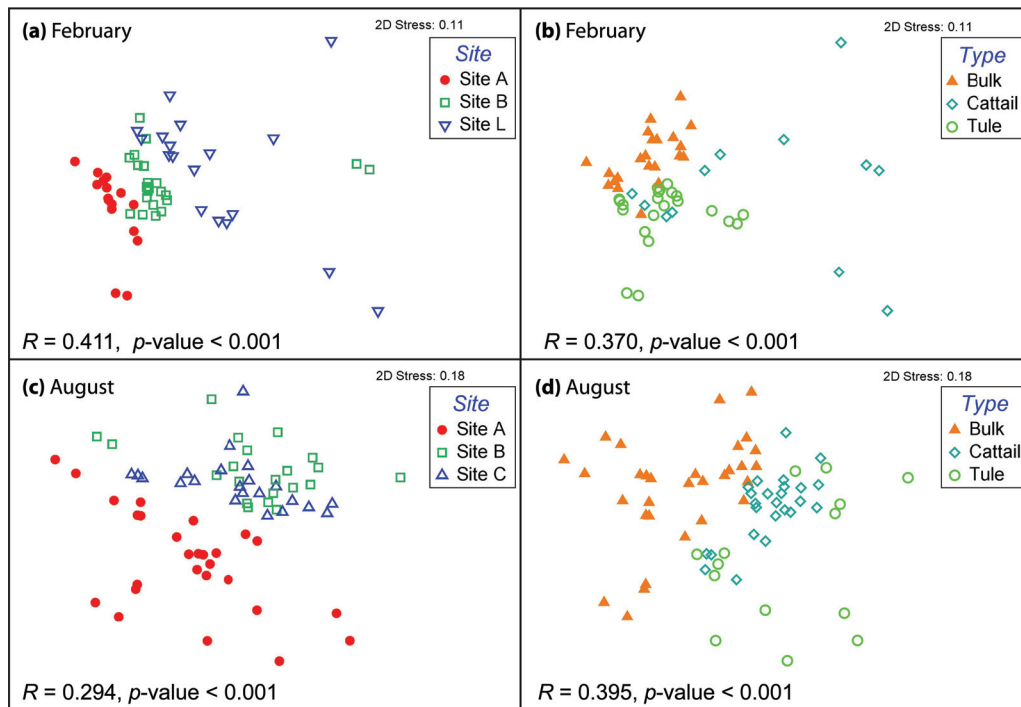 (a) February
2D Stress: 0.11
Site
Site A
Site B
Site L
R = 0.411, p-value < 0.001
(b) February
2D Stress: 0.11
Type
Bulk
Cattail
Tule
R = 0.370, p-value < 0.001
(c) August
2D Stress: 0.18
Site
Site A
Site B
Site C
R = 0.294, p-value < 0.001
(d) August
2D Stress: 0.18
Type
Bulk
Cattail
Tule
R = 0.395, p-value < 0.001